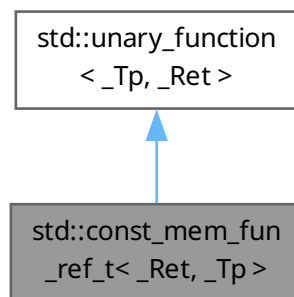 std::unary_function
< _Tp, _Ret >
std::const_mem_fun
_ref_t< _Ret, _Tp >